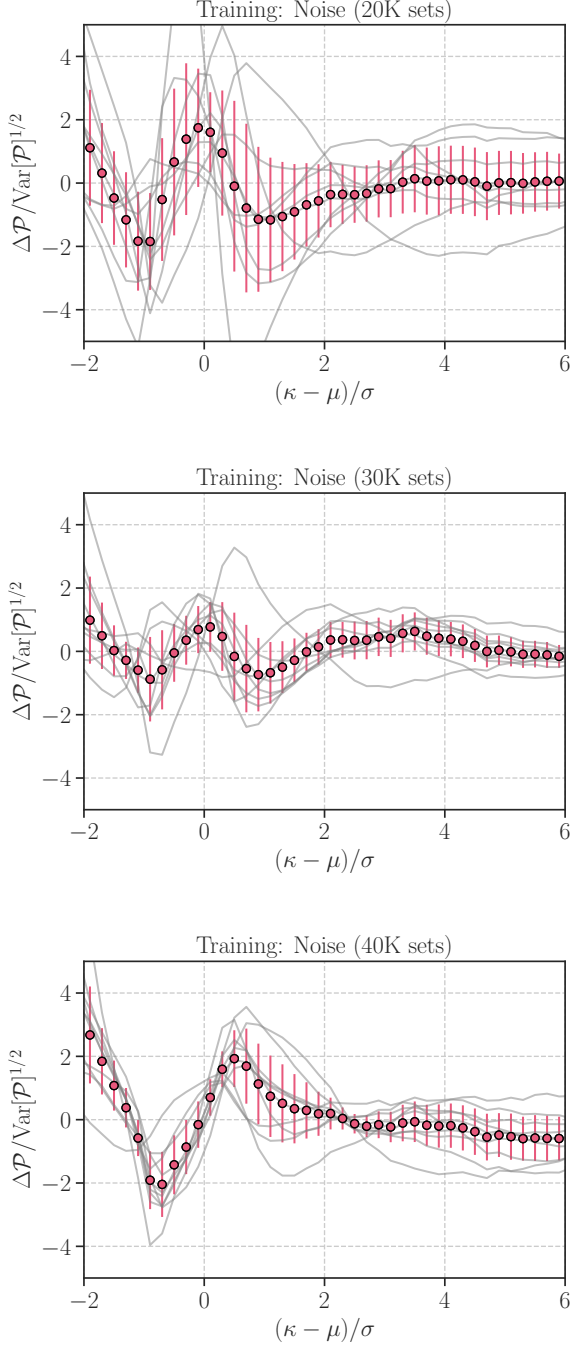 Training: Noise (20K sets)
4
2
0
−2
−4
Δ𝒫/Var[𝒫]^{1/2}
−2 0 2 4 6
(κ − μ)/σ
Training: Noise (30K sets)
4
2
0
−2
−4
Δ𝒫/Var[𝒫]^{1/2}
−2 0 2 4 6
(κ − μ)/σ
Training: Noise (40K sets)
4
2
0
−2
−4
Δ𝒫/Var[𝒫]^{1/2}
−2 0 2 4 6
(κ − μ)/σ